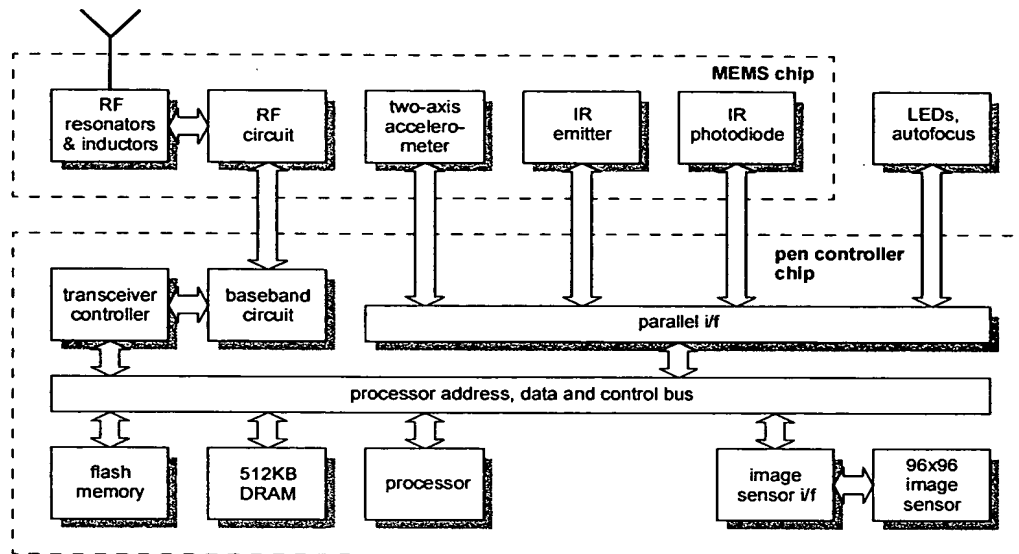 MEMS chip
RF
resonators
& inductors
RF
circuit
two-axis
accelero-
meter
IR
emitter
IR
photodiode
LEDs,
autofocus
pen controller
chip
transceiver
controller
baseband
circuit
parallel i/f
processor address, data and control bus
flash
memory
512KB
DRAM
processor
image
sensor i/f
96x96
image
sensor